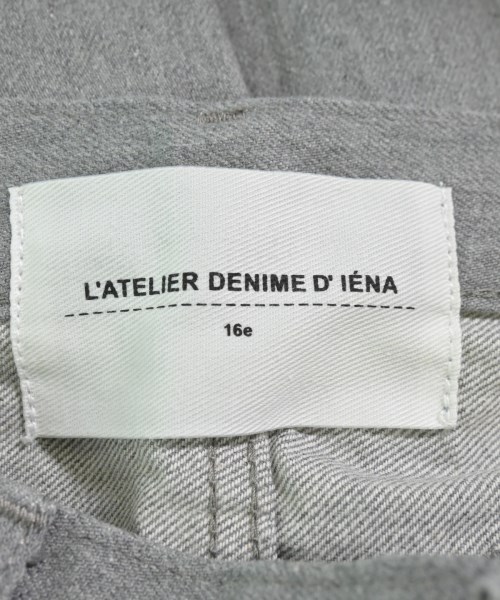 L'ATELIER DENIME D' IÉNA
16e